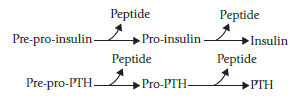 Peptide Peptide
Pre-pro-insulin Pro-insulin Insulin
Peptide Peptide
Pre-pro-PTH Pro-PTH PTH